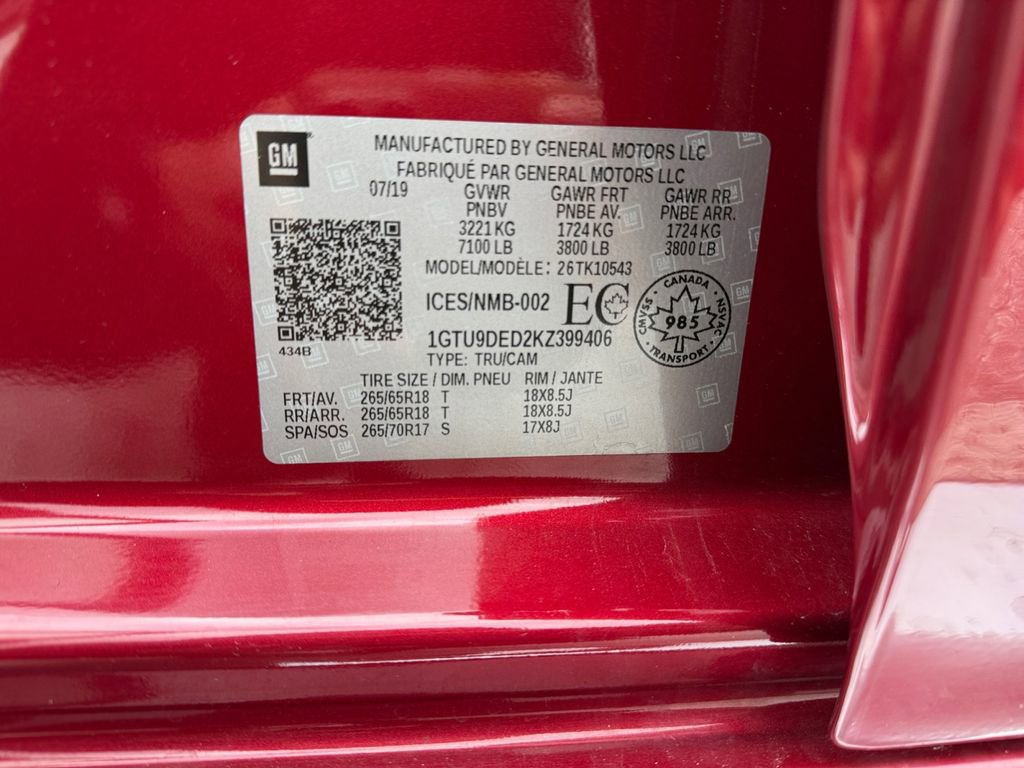 GM
MANUFACTURED BY GENERAL MOTORS LLC
FABRIQUÉ PAR GENERAL MOTORS LLC
07/19 GVWR GAWR FRT GAWR RR
PNBV PNBE AV. PNBE ARR.
3221 KG 1724 KG 1724 KG
7100 LB 3800 LB 3800 LB
MODEL/MODÈLE: 26TK10543
ICES/NMB-002 EC
CANADA
CMVSS 985 NSVAC
TRANSPORT
1GTU9DED2KZ399406
434B
TYPE: TRU/CAM
TIRE SIZE / DIM. PNEU RIM / JANTE
FRT/AV. 265/65R18 T 18X8.5J
RR/ARR. 265/65R18 T 18X8.5J
SPA/SOS 265/70R17 S 17X8J